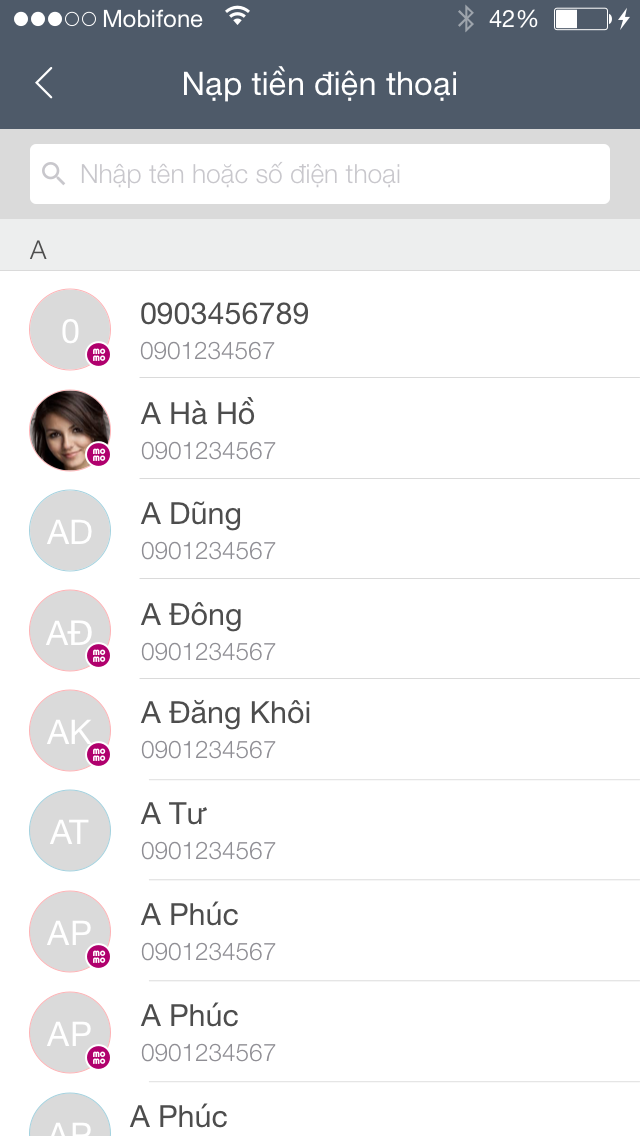 Mobifone 42%
Nạp tiền điện thoại
Nhập tên hoặc số điện thoại
A
0 0903456789
mo
mo 0901234567
A Hà Hồ
mo
mo 0901234567
AD A Dũng
0901234567
AĐ A Đông
mo
mo 0901234567
AK A Đăng Khôi
mo
mo 0901234567
AT A Tư
0901234567
AP A Phúc
mo
mo 0901234567
AP A Phúc
mo
mo 0901234567
AP A Phúc